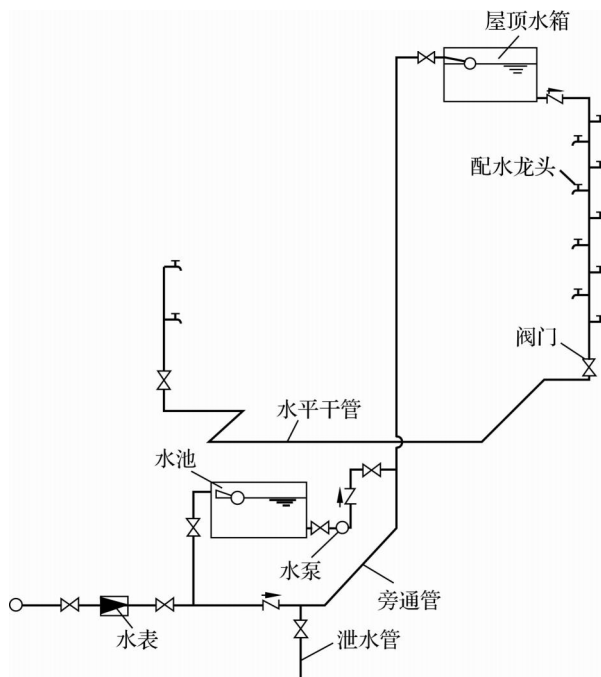 屋顶水箱
配水龙头
阀门
水平干管
水池
水泵
旁通管
水表
泄水管